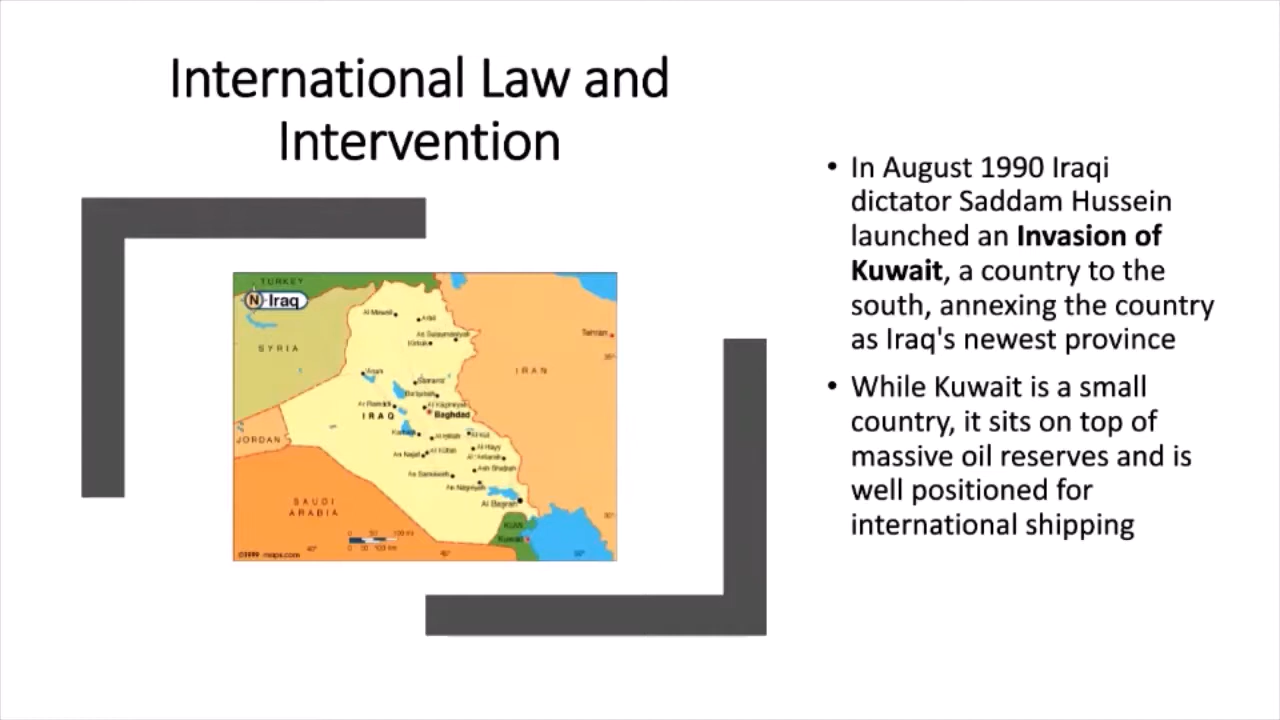 International Law and
Intervention
• In August 1990 Iraqi
dictator Saddam Hussein
launched an Invasion of
Kuwait, a country to the
south, annexing the country
as Iraq's newest province
• While Kuwait is a small
country, it sits on top of
massive oil reserves and is
well positioned for
international shipping
TURKEY
N Iraq
SYRIA
Tehran
IRAN
IRAQ
Baghdad
JORDAN
SAUDI
ARABIA
Kuwait